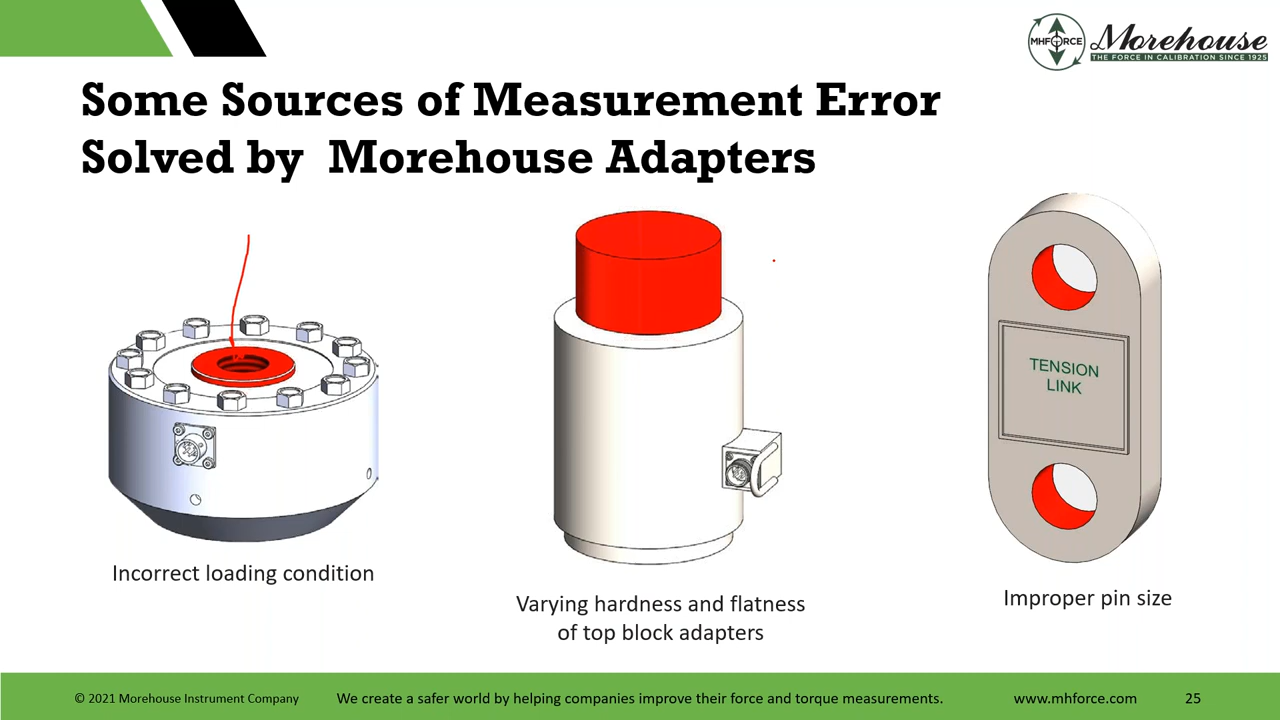 MHFORCE
Morehouse
THE FORCE IN CALIBRATION SINCE 1925
Some Sources of Measurement Error
Solved by Morehouse Adapters
TENSION
LINK
Incorrect loading condition
Varying hardness and flatness
of top block adapters
Improper pin size
© 2021 Morehouse Instrument Company
We create a safer world by helping companies improve their force and torque measurements.
www.mhforce.com
25